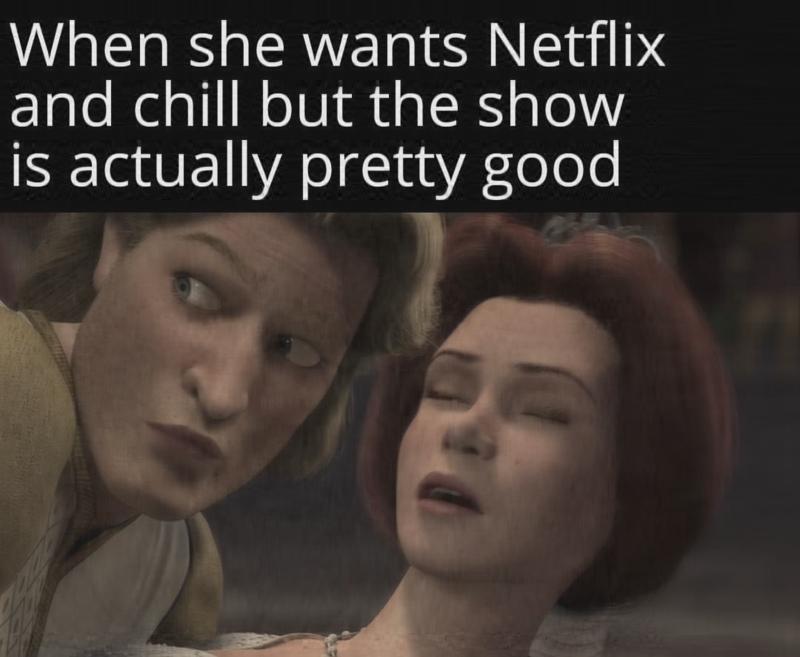 When she wants Netflix
and chill but the show
is actually pretty good